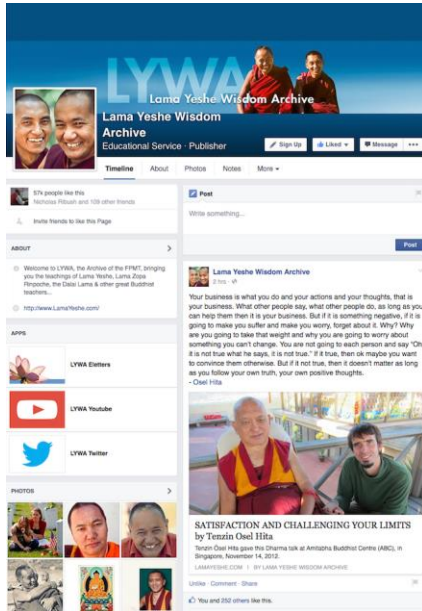 LYWA
Lama Yeshe Wisdom Archive
Lama Yeshe Wisdom
Archive
Educational Service · Publisher
Sign Up
Liked
Message
Timeline
About
Photos
Notes
More
57k people like this
Nicholas Ribush and 109 other friends
Invite friends to like this Page
ABOUT
Welcome to LYWA, the Archive of the FPMT, bringing
you the teachings of Lama Yeshe, Lama Zopa
Rinpoche, the Dalai Lama & other great Buddhist
teachers...
http://www.LamaYeshe.com/
APPS
LYWA Eletters
LYWA Youtube
LYWA Twitter
PHOTOS
Post
Write something...
Post
Lama Yeshe Wisdom Archive
2 hrs ·
Your business is what you do and your actions and your thoughts, that is
your business. What other people say, what other people do, as long as you
can help them then it is your business. But if it is something negative, if it is
going to make you suffer and make you worry, forget about it. Why? Why
are you going to take that weight and why you are going to worry about
something you can't change. You are not going to each person and say "Oh
it is not true what he says, it is not true." If it true, then ok maybe you want
to convince them otherwise. But if it not true, then it doesn't matter as long
as you follow your own truth, your own positive thoughts.
- Osel Hita
SATISFACTION AND CHALLENGING YOUR LIMITS
by Tenzin Osel Hita
Tenzin Osel Hita gave this Dharma talk at Amitabha Buddhist Centre (ABC), in
Singapore, November 14, 2012.
LAMAYESHE.COM | BY LAMA YESHE WISDOM ARCHIVE
Unlike · Comment · Share
You and 252 others like this.